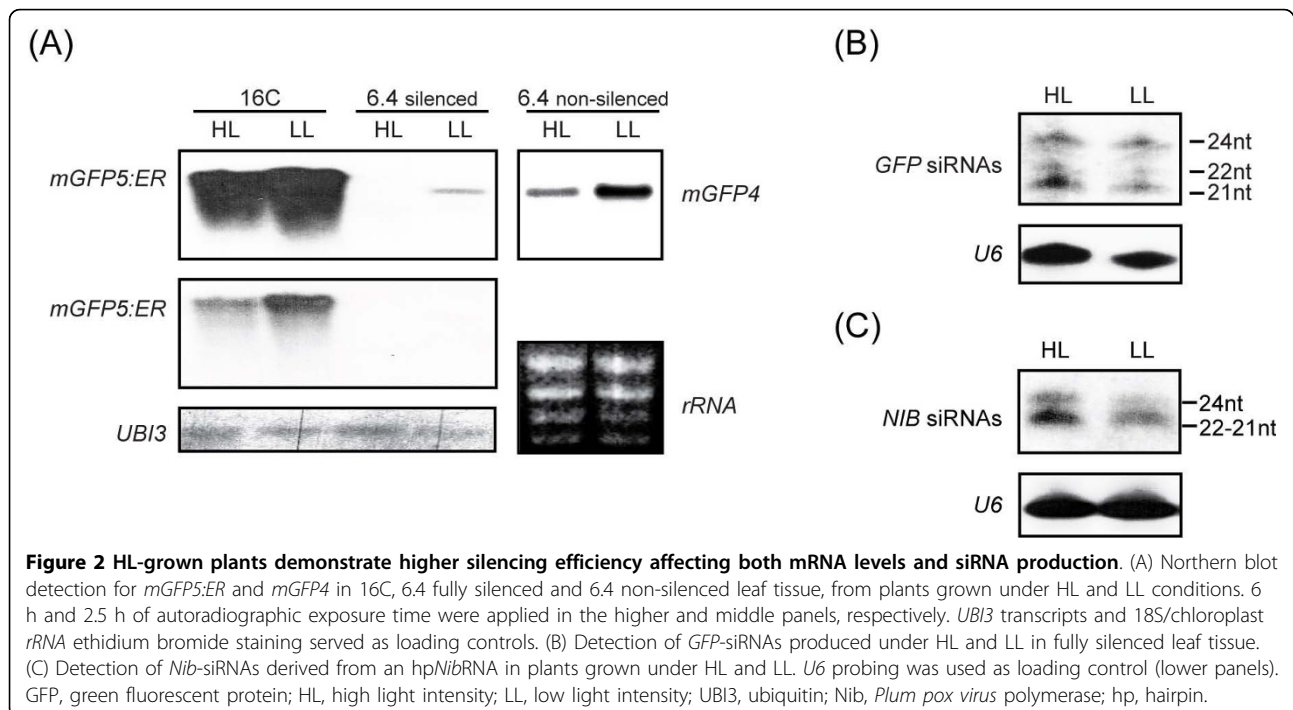 (A)
16C 6.4 silenced 6.4 non-silenced
HL LL HL LL HL LL
mGFP5:ER
mGFP4
mGFP5:ER
rRNA
UBI3
(B)
HL LL
GFP siRNAs
24nt
22nt
21nt
U6
(C)
HL LL
NIB siRNAs
24nt
22-21nt
U6
Figure 2 HL-grown plants demonstrate higher silencing efficiency affecting both mRNA levels and siRNA production. (A) Northern blot
detection for mGFP5:ER and mGFP4 in 16C, 6.4 fully silenced and 6.4 non-silenced leaf tissue, from plants grown under HL and LL conditions. 6
h and 2.5 h of autoradiographic exposure time were applied in the higher and middle panels, respectively. UBI3 transcripts and 18S/chloroplast
rRNA ethidium bromide staining served as loading controls. (B) Detection of GFP-siRNAs produced under HL and LL in fully silenced leaf tissue.
(C) Detection of Nib-siRNAs derived from an hpNibRNA in plants grown under HL and LL. U6 probing was used as loading control (lower panels).
GFP, green fluorescent protein; HL, high light intensity; LL, low light intensity; UBI3, ubiquitin; Nib, Plum pox virus polymerase; hp, hairpin.